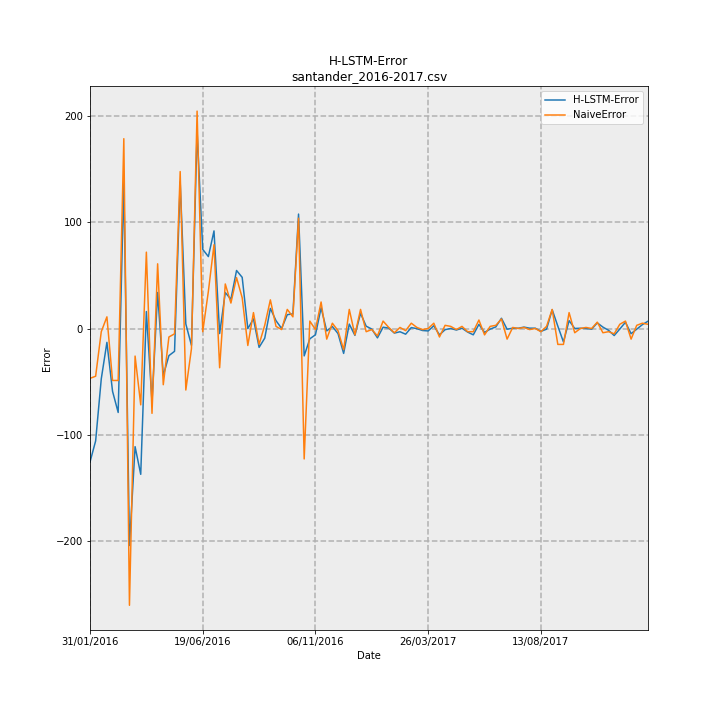 H-LSTM-Error
santander_2016-2017.csv
H-LSTM-Error
NaiveError
200
100
0
−100
−200
Error
31/01/2016
19/06/2016
06/11/2016
26/03/2017
13/08/2017
Date